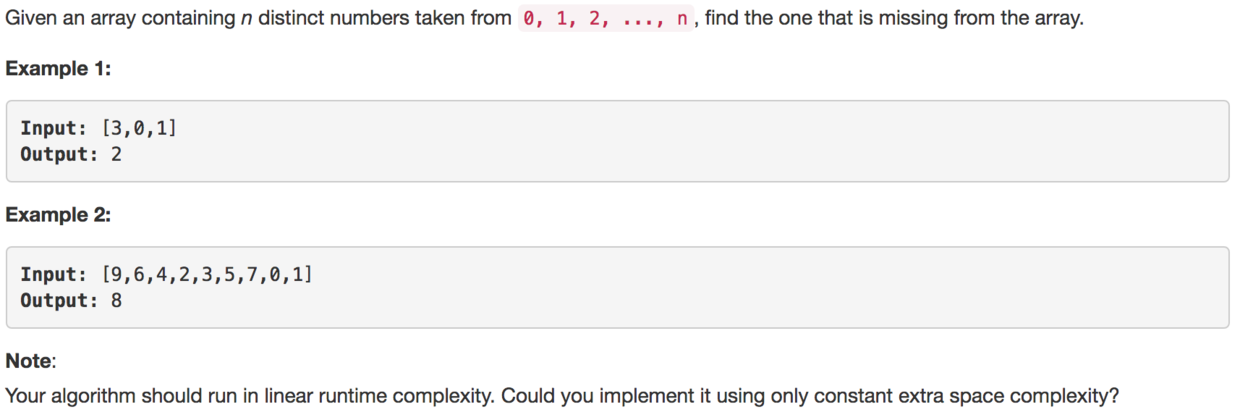 Given an array containing n distinct numbers taken from 0, 1, 2, ..., n, find the one that is missing from the array.
Example 1:
Input: [3,0,1]
Output: 2
Example 2:
Input: [9,6,4,2,3,5,7,0,1]
Output: 8
Note:
Your algorithm should run in linear runtime complexity. Could you implement it using only constant extra space complexity?